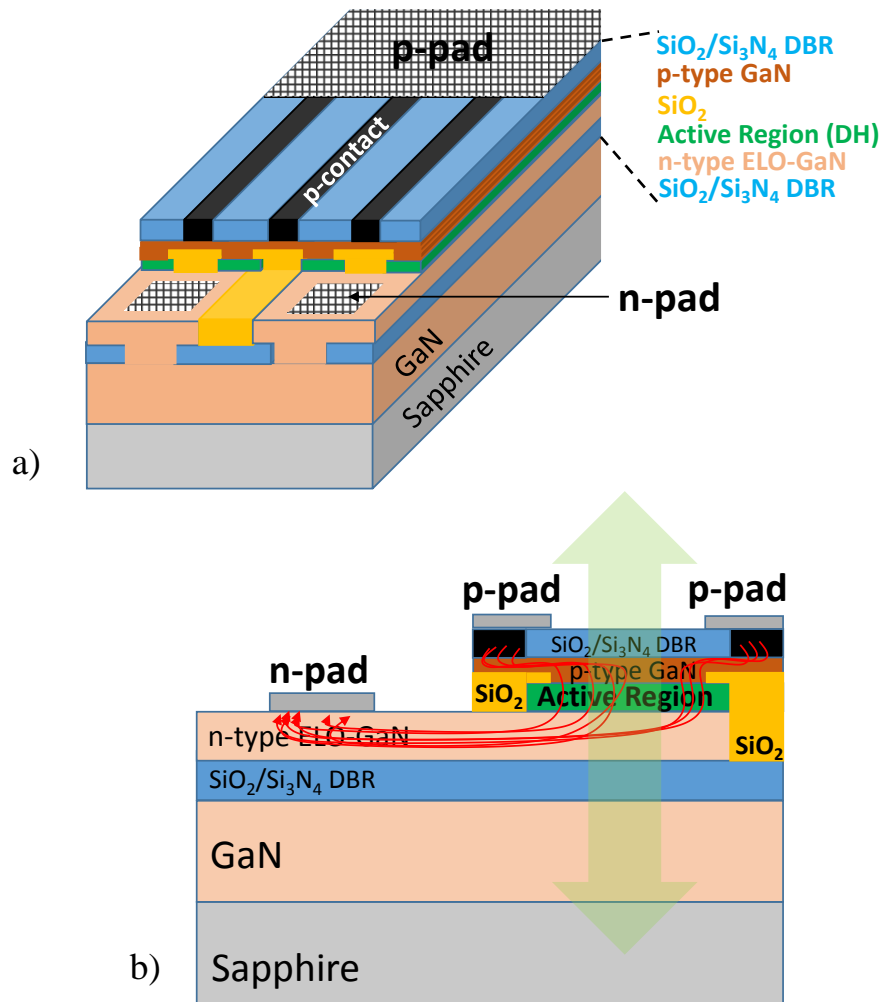 p-pad
SiO₂/Si₃N₄ DBR
p-type GaN
SiO₂
Active Region (DH)
n-type ELO-GaN
SiO₂/Si₃N₄ DBR
p-contact
n-pad
GaN
Sapphire
a)
p-pad
p-pad
n-pad
SiO₂/Si₃N₄ DBR
p-type GaN
SiO₂
Active Region
n-type ELO-GaN
SiO₂
SiO₂/Si₃N₄ DBR
GaN
b)
Sapphire